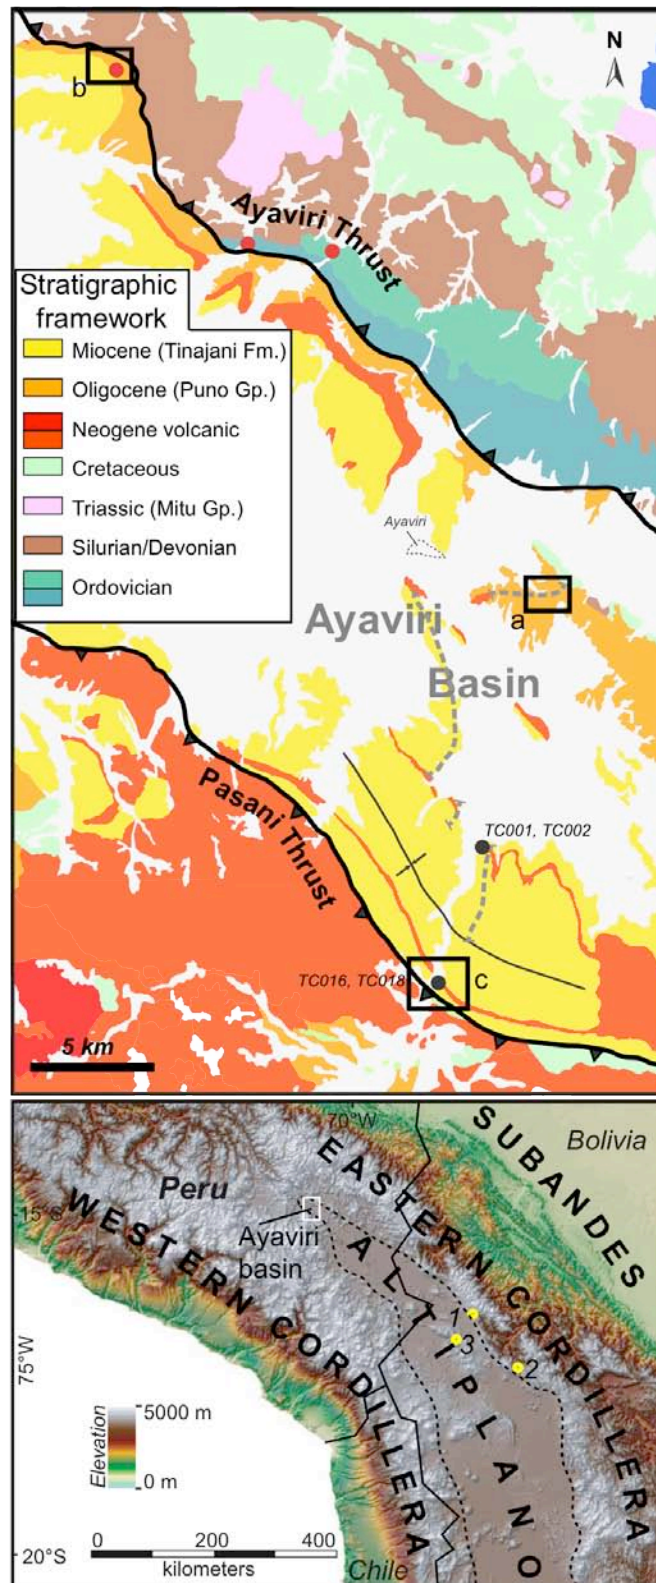 N
b
Ayaviri Thrust
Stratigraphic
framework
Miocene (Tinajani Fm.)
Oligocene (Puno Gp.)
Neogene volcanic
Cretaceous
Triassic (Mitu Gp.)
Silurian/Devonian
Ordovician
Ayaviri
a
Ayaviri
Basin
Pasani Thrust
TC001, TC002
TC016, TC018
c
5 km
70°W
SUBANDES
Bolivia
Peru
EASTERN CORDILLERA
15°S
WESTERN CORDILLERA
Ayaviri
basin
ALTIPLANO
1
3
2
75°W
Elevation
5000 m
0 m
0 200 400
kilometers
20°S
Chile